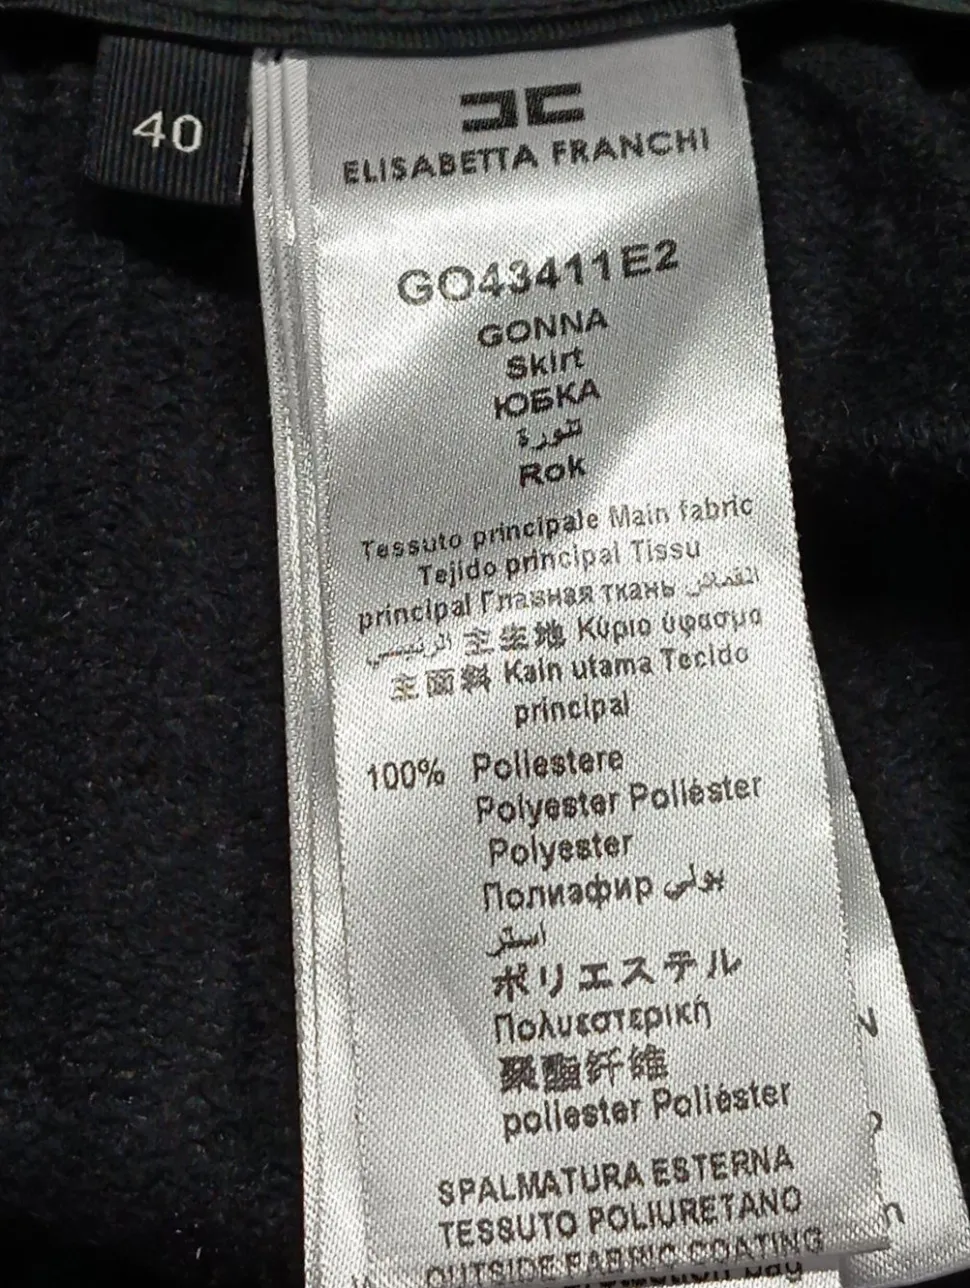 40
ELISABETTA FRANCHI
GO43411E2
GONNA
Skirt
ЮБКА
تنورة
Rok
Tessuto principale Main fabric
Tejido principal Tissu
principal Главная ткань القماش
الرئيسي 主生地 Κύριο ύφασμα
主面料 Kain utama Tecido
principal
100% Poliestere
Polyester Poliéster
Polyester
Полиэфир بولي
استر
ポリエステル
Πολυεστερική
聚酯纤维
poliester Poliéster
SPALMATURA ESTERNA
TESSUTO POLIURETANO
OUTSIDE FABRIC COATING